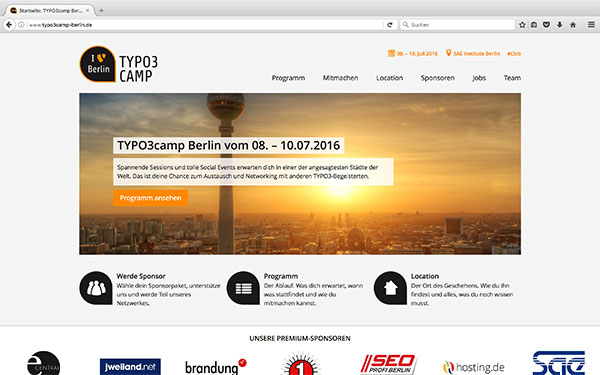 Startseite: TYPO3camp Ber...
www.typo3camp-berlin.de
Suchen
I
Berlin
TYPO3
CAMP
08. – 10. Juli 2016
SAE Institute Berlin
#t3cb
Programm
Mitmachen
Location
Sponsoren
Jobs
Team
TYPO3camp Berlin vom 08. – 10.07.2016
Spannende Sessions und tolle Social Events erwarten dich in einer der angesagtesten Städte der
Welt. Das ist deine Chance zum Austausch und Networking mit anderen TYPO3-Begeisterten.
Programm ansehen
Werde Sponsor
Wähle dein Sponsorpaket, unterstütze
uns und werde Teil unseres
Netzwerkes.
Programm
Der Ablauf. Was dich erwartet, wann
was stattfindet und wie du
mitmachen kannst.
Location
Der Ort des Geschehens. Wie du ihn
findest und alles, was du noch wissen
musst.
UNSERE PREMIUM-SPONSOREN
CENTRAL
jweiland.net
brandung
1
SEO
PROFI BERLIN
hosting.de
SAE